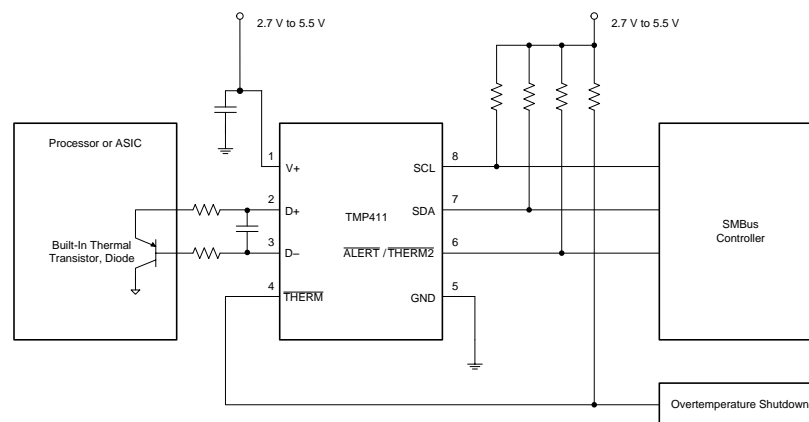 2.7 V to 5.5 V
2.7 V to 5.5 V
Processor or ASIC
Built-In Thermal
Transistor, Diode
1
V+
2
D+
3
D–
4
THERM
TMP411
8
SCL
7
SDA
6
ALERT / THERM2
5
GND
SMBus
Controller
Overtemperature Shutdown